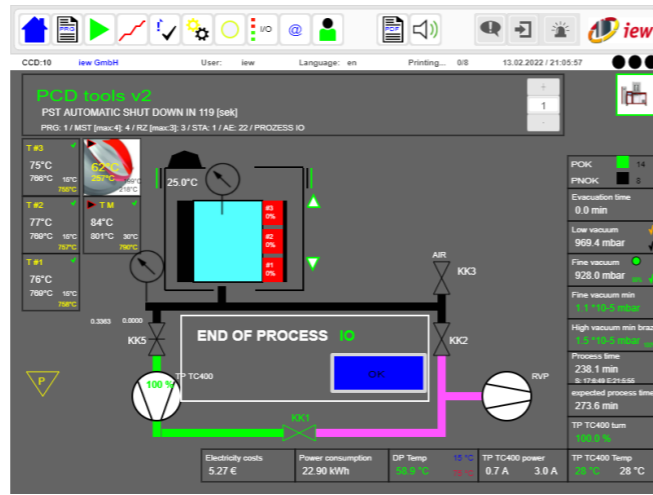 PRG
I/O
@
PDF
iew
CCD:10 iew GmbH User: iew Language: en Printing... 0/8 13.02.2022 / 21:05:57
PCD tools v2
PST AUTOMATIC SHUT DOWN IN 119 [sek]
PRG: 1 / MST [max:4]: 4 / RZ [max:3]: 3 / STA: 1 / AE: 22 / PROZESS IO
+
1
-
T #3
75°C
766°C 15°C
755°C
62°C
257°C
T #2
77°C
769°C 15°C
757°C
T M
84°C
801°C 30°C
790°C
T #1
76°C
769°C 15°C
758°C
25.0°C
#3
0%
#2
0%
#1
0%
AIR
KK3
0.3363 0.0000
KK5
END OF PROCESS IO
OK
KK2
P
100 %
TP TC400
RVP
KK1
POK 14
PNOK 6
Evacuation time
0.0 min
Low vacuum
969.4 mbar
Fine vacuum
928.0 mbar
Fine vacuum min
1.1 *10-5 mbar
High vacuum min braz
1.5 *10-5 mbar
Process time
238.1 min
expected process time
273.6 min
TP TC400 turn
100.0 %
Electricity costs
5.27 €
Power consumption
22.90 kWh
DP Temp 15 °C
58.9 °C
TP TC400 power
0.7 A 3.0 A
TP TC400 Temp
28 °C 28 °C